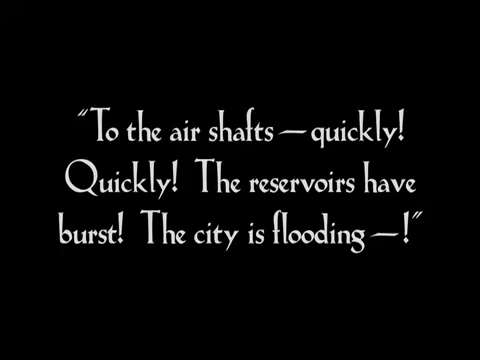 “To the air shafts — quickly!
Quickly! The reservoirs have
burst! The city is flooding — !”